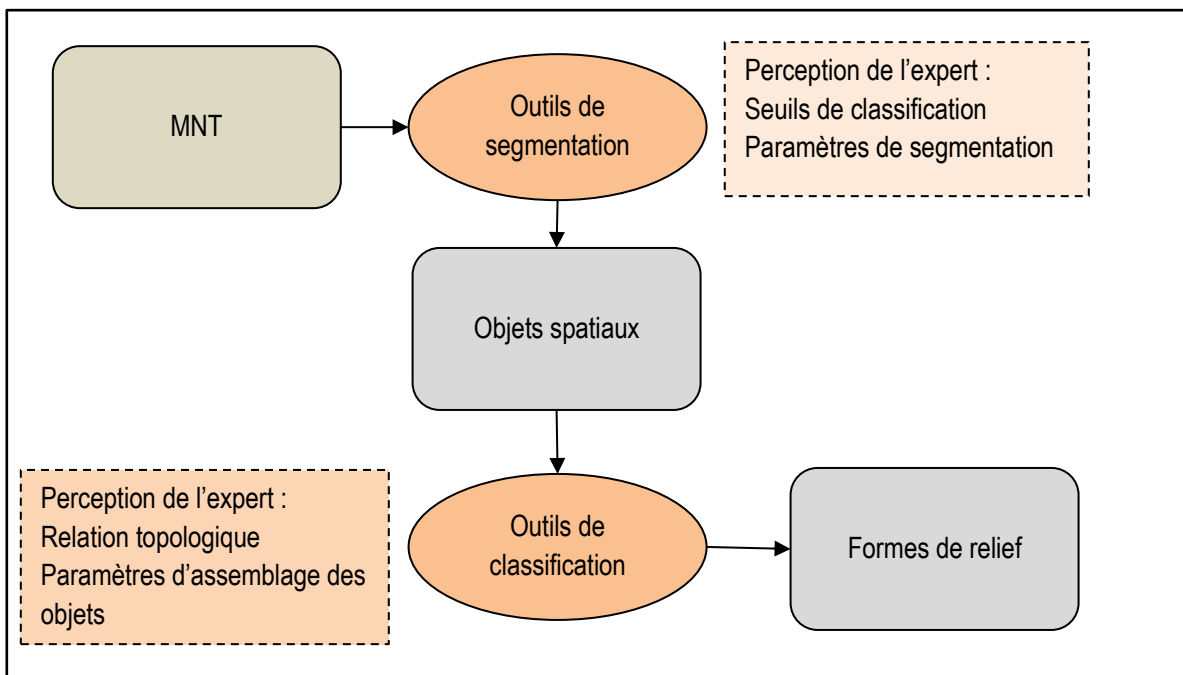 MNT
Outils de
segmentation
Perception de l’expert :
Seuils de classification
Paramètres de segmentation
Objets spatiaux
Perception de l’expert :
Relation topologique
Paramètres d’assemblage des
objets
Outils de
classification
Formes de relief